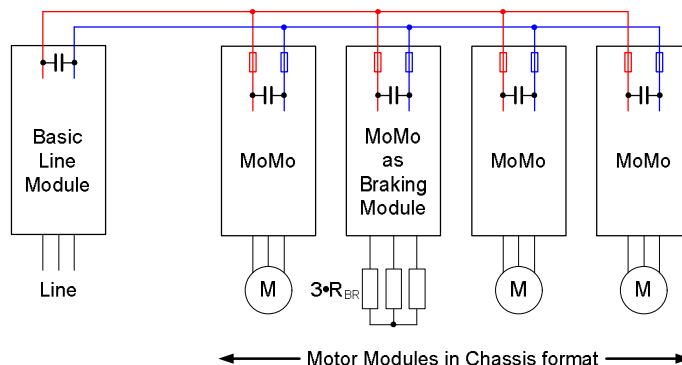 Basic
Line
Module
MoMo
MoMo
as
Braking
Module
MoMo
MoMo
Line
M
3•RBR
M
M
Motor Modules in Chassis format